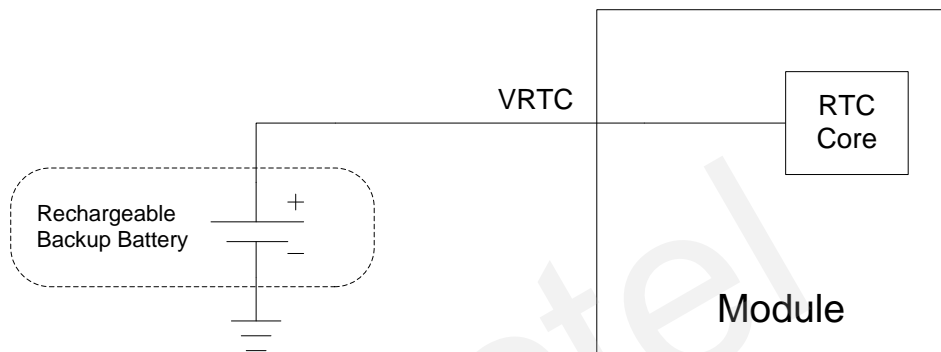 VRTC
RTC
Core
Rechargeable
Backup Battery
+
–
Module